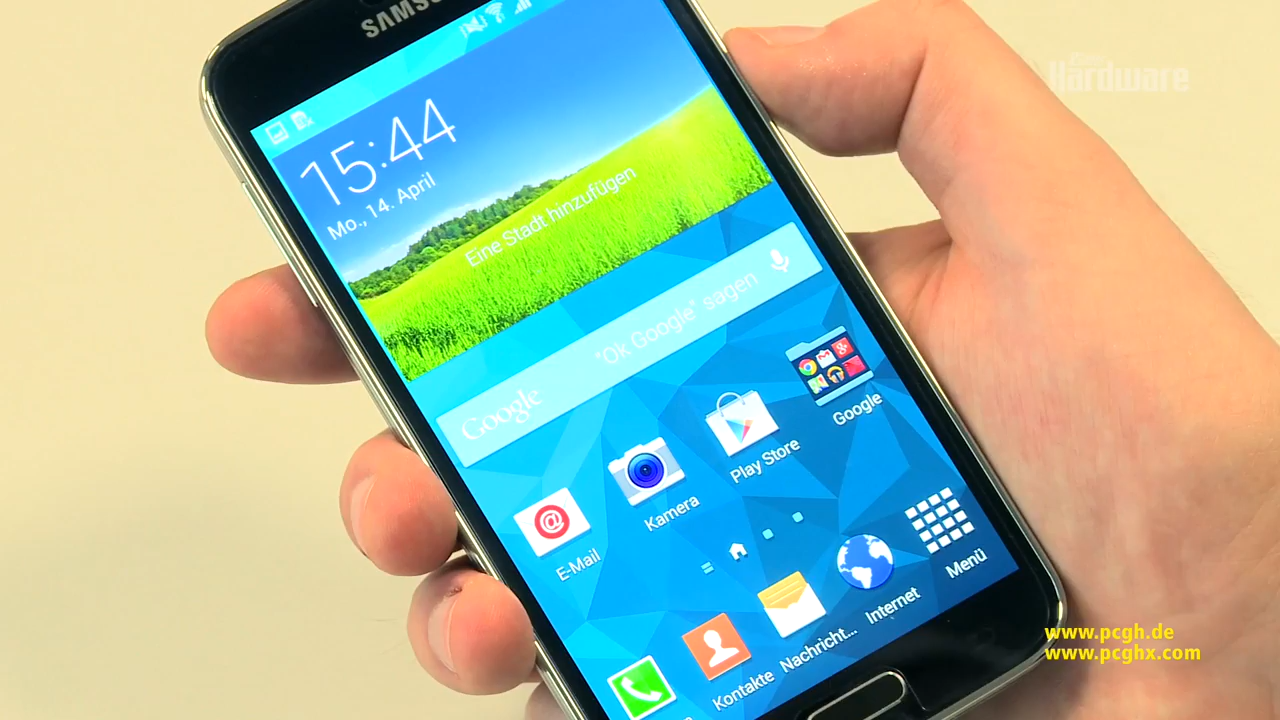 SAMSU
Hardware
15:44
Mo., 14. April
Eine Stadt hinzufügen
Google
"Ok Google" sagen
E-Mail
Kamera
Play Store
Google
Kontakte
Nachricht...
Internet
Menü
www.pcgh.de
www.pcghx.com